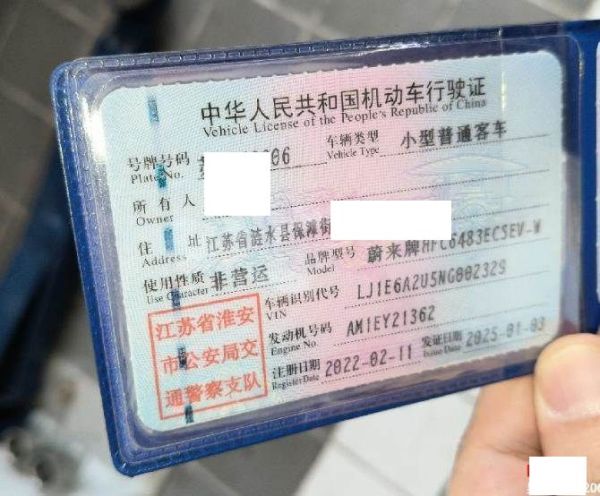 中华人民共和国机动车行驶证
Vehicle License of the People's Republic of China
号牌号码 06 车辆类型 小型普通客车
Plate No. Vehicle Type
所有人
Owner
住址 江苏省涟水县保滩街
Address
使用性质 非营运 品牌型号 蔚来牌HFC6483ECSEV-W
Use Character Model
车辆识别代号 LJ1E6A2U5NG002329
VIN
发动机号码 AM1EY21362
Engine No.
注册日期 2022-02-11 发证日期 2025-01-03
Register Date Issue Date
江苏省淮安
市公安局交
通警察支队